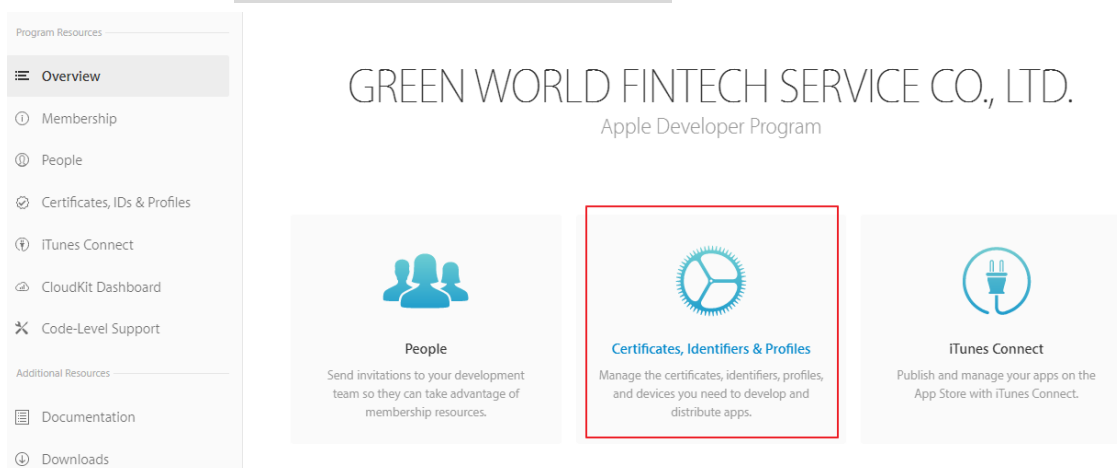 Program Resources
Overview
Membership
People
Certificates, IDs & Profiles
iTunes Connect
CloudKit Dashboard
Code-Level Support
Additional Resources
Documentation
Downloads
GREEN WORLD FINTECH SERVICE CO., LTD.
Apple Developer Program
People
Send invitations to your development
team so they can take advantage of
membership resources.
Certificates, Identifiers & Profiles
Manage the certificates, identifiers, profiles,
and devices you need to develop and
distribute apps.
iTunes Connect
Publish and manage your apps on the
App Store with iTunes Connect.